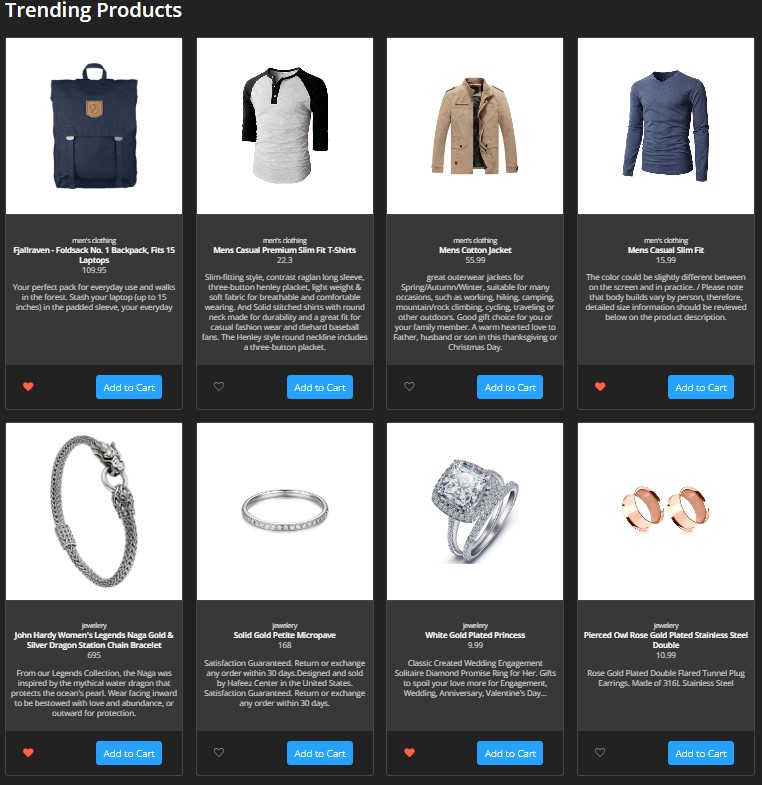 Trending Products
men's clothing
Fjallraven - Foldsack No. 1 Backpack, Fits 15
Laptops
109.95
Your perfect pack for everyday use and walks
in the forest. Stash your laptop (up to 15
inches) in the padded sleeve, your everyday
Add to Cart
men's clothing
Mens Casual Premium Slim Fit T-Shirts
22.3
Slim-fitting style, contrast raglan long sleeve,
three-button henley placket, light weight &
soft fabric for breathable and comfortable
wearing. And Solid stitched shirts with round
neck made for durability and a great fit for
casual fashion wear and diehard baseball
fans. The Henley style round neckline includes
a three-button placket.
Add to Cart
men's clothing
Mens Cotton Jacket
55.99
great outerwear jackets for
Spring/Autumn/Winter, suitable for many
occasions, such as working, hiking, camping,
mountain/rock climbing, cycling, traveling or
other outdoors. Good gift choice for you or
your family member. A warm hearted love to
Father, husband or son in this thanksgiving or
Christmas Day.
Add to Cart
men's clothing
Mens Casual Slim Fit
15.99
The color could be slightly different between
on the screen and in practice. / Please note
that body builds vary by person, therefore,
detailed size information should be reviewed
below on the product description.
Add to Cart
jewelery
John Hardy Women's Legends Naga Gold &
Silver Dragon Station Chain Bracelet
695
From our Legends Collection, the Naga was
inspired by the mythical water dragon that
protects the ocean's pearl. Wear facing inward
to be bestowed with love and abundance, or
outward for protection.
Add to Cart
jewelery
Solid Gold Petite Micropave
168
Satisfaction Guaranteed. Return or exchange
any order within 30 days.Designed and sold
by Hafeez Center in the United States.
Satisfaction Guaranteed. Return or exchange
any order within 30 days.
Add to Cart
jewelery
White Gold Plated Princess
9.99
Classic Created Wedding Engagement
Solitaire Diamond Promise Ring for Her. Gifts
to spoil your love more for Engagement,
Wedding, Anniversary, Valentine's Day...
Add to Cart
jewelery
Pierced Owl Rose Gold Plated Stainless Steel
Double
10.99
Rose Gold Plated Double Flared Tunnel Plug
Earrings. Made of 316L Stainless Steel
Add to Cart